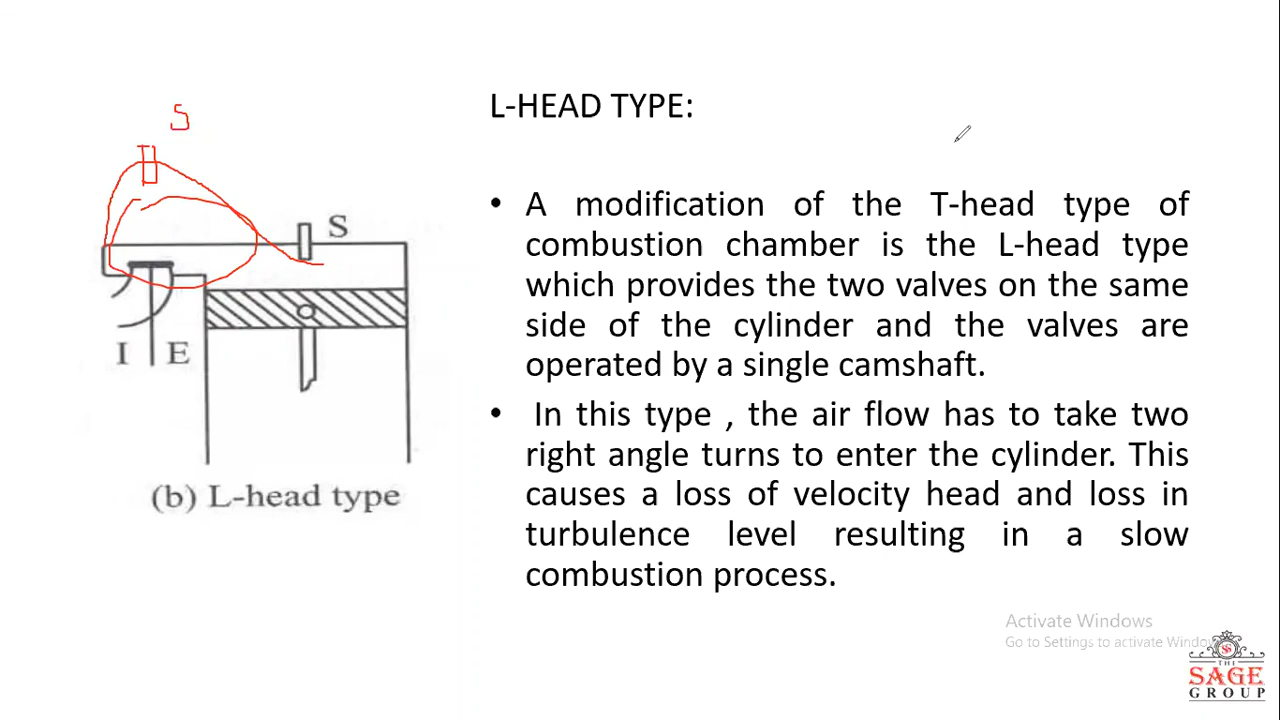 S
S
I E
(b) L-head type
L-HEAD TYPE:
• A modification of the T-head type of
combustion chamber is the L-head type
which provides the two valves on the same
side of the cylinder and the valves are
operated by a single camshaft.
• In this type , the air flow has to take two
right angle turns to enter the cylinder. This
causes a loss of velocity head and loss in
turbulence level resulting in a slow
combustion process.
Activate Windows
Go to Settings to activate Windo
THE
SAGE
GROUP